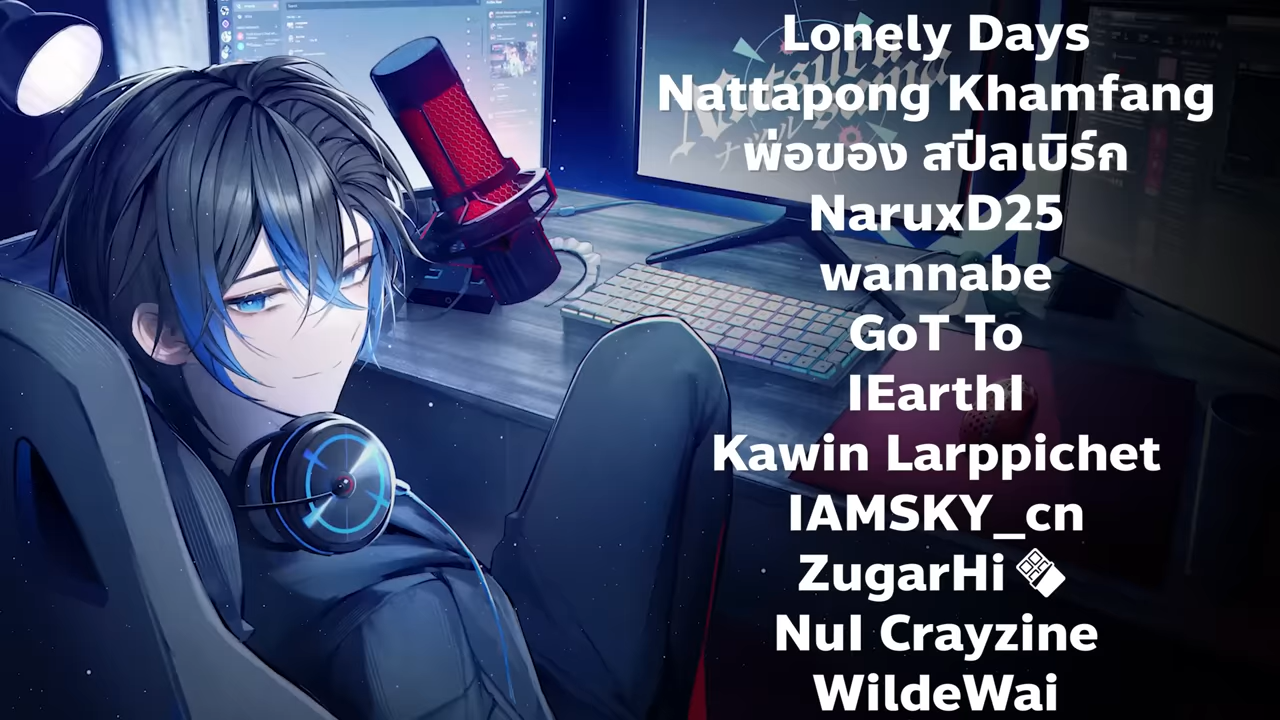 Lonely Days
Nattapong Khamfang
พ่อของ สปีลเบิร์ก
NaruxD25
wannabe
GoT To
IEarthI
Kawin Larppichet
IAMSKY_cn
ZugarHi
Nul Crayzine
WildeWai